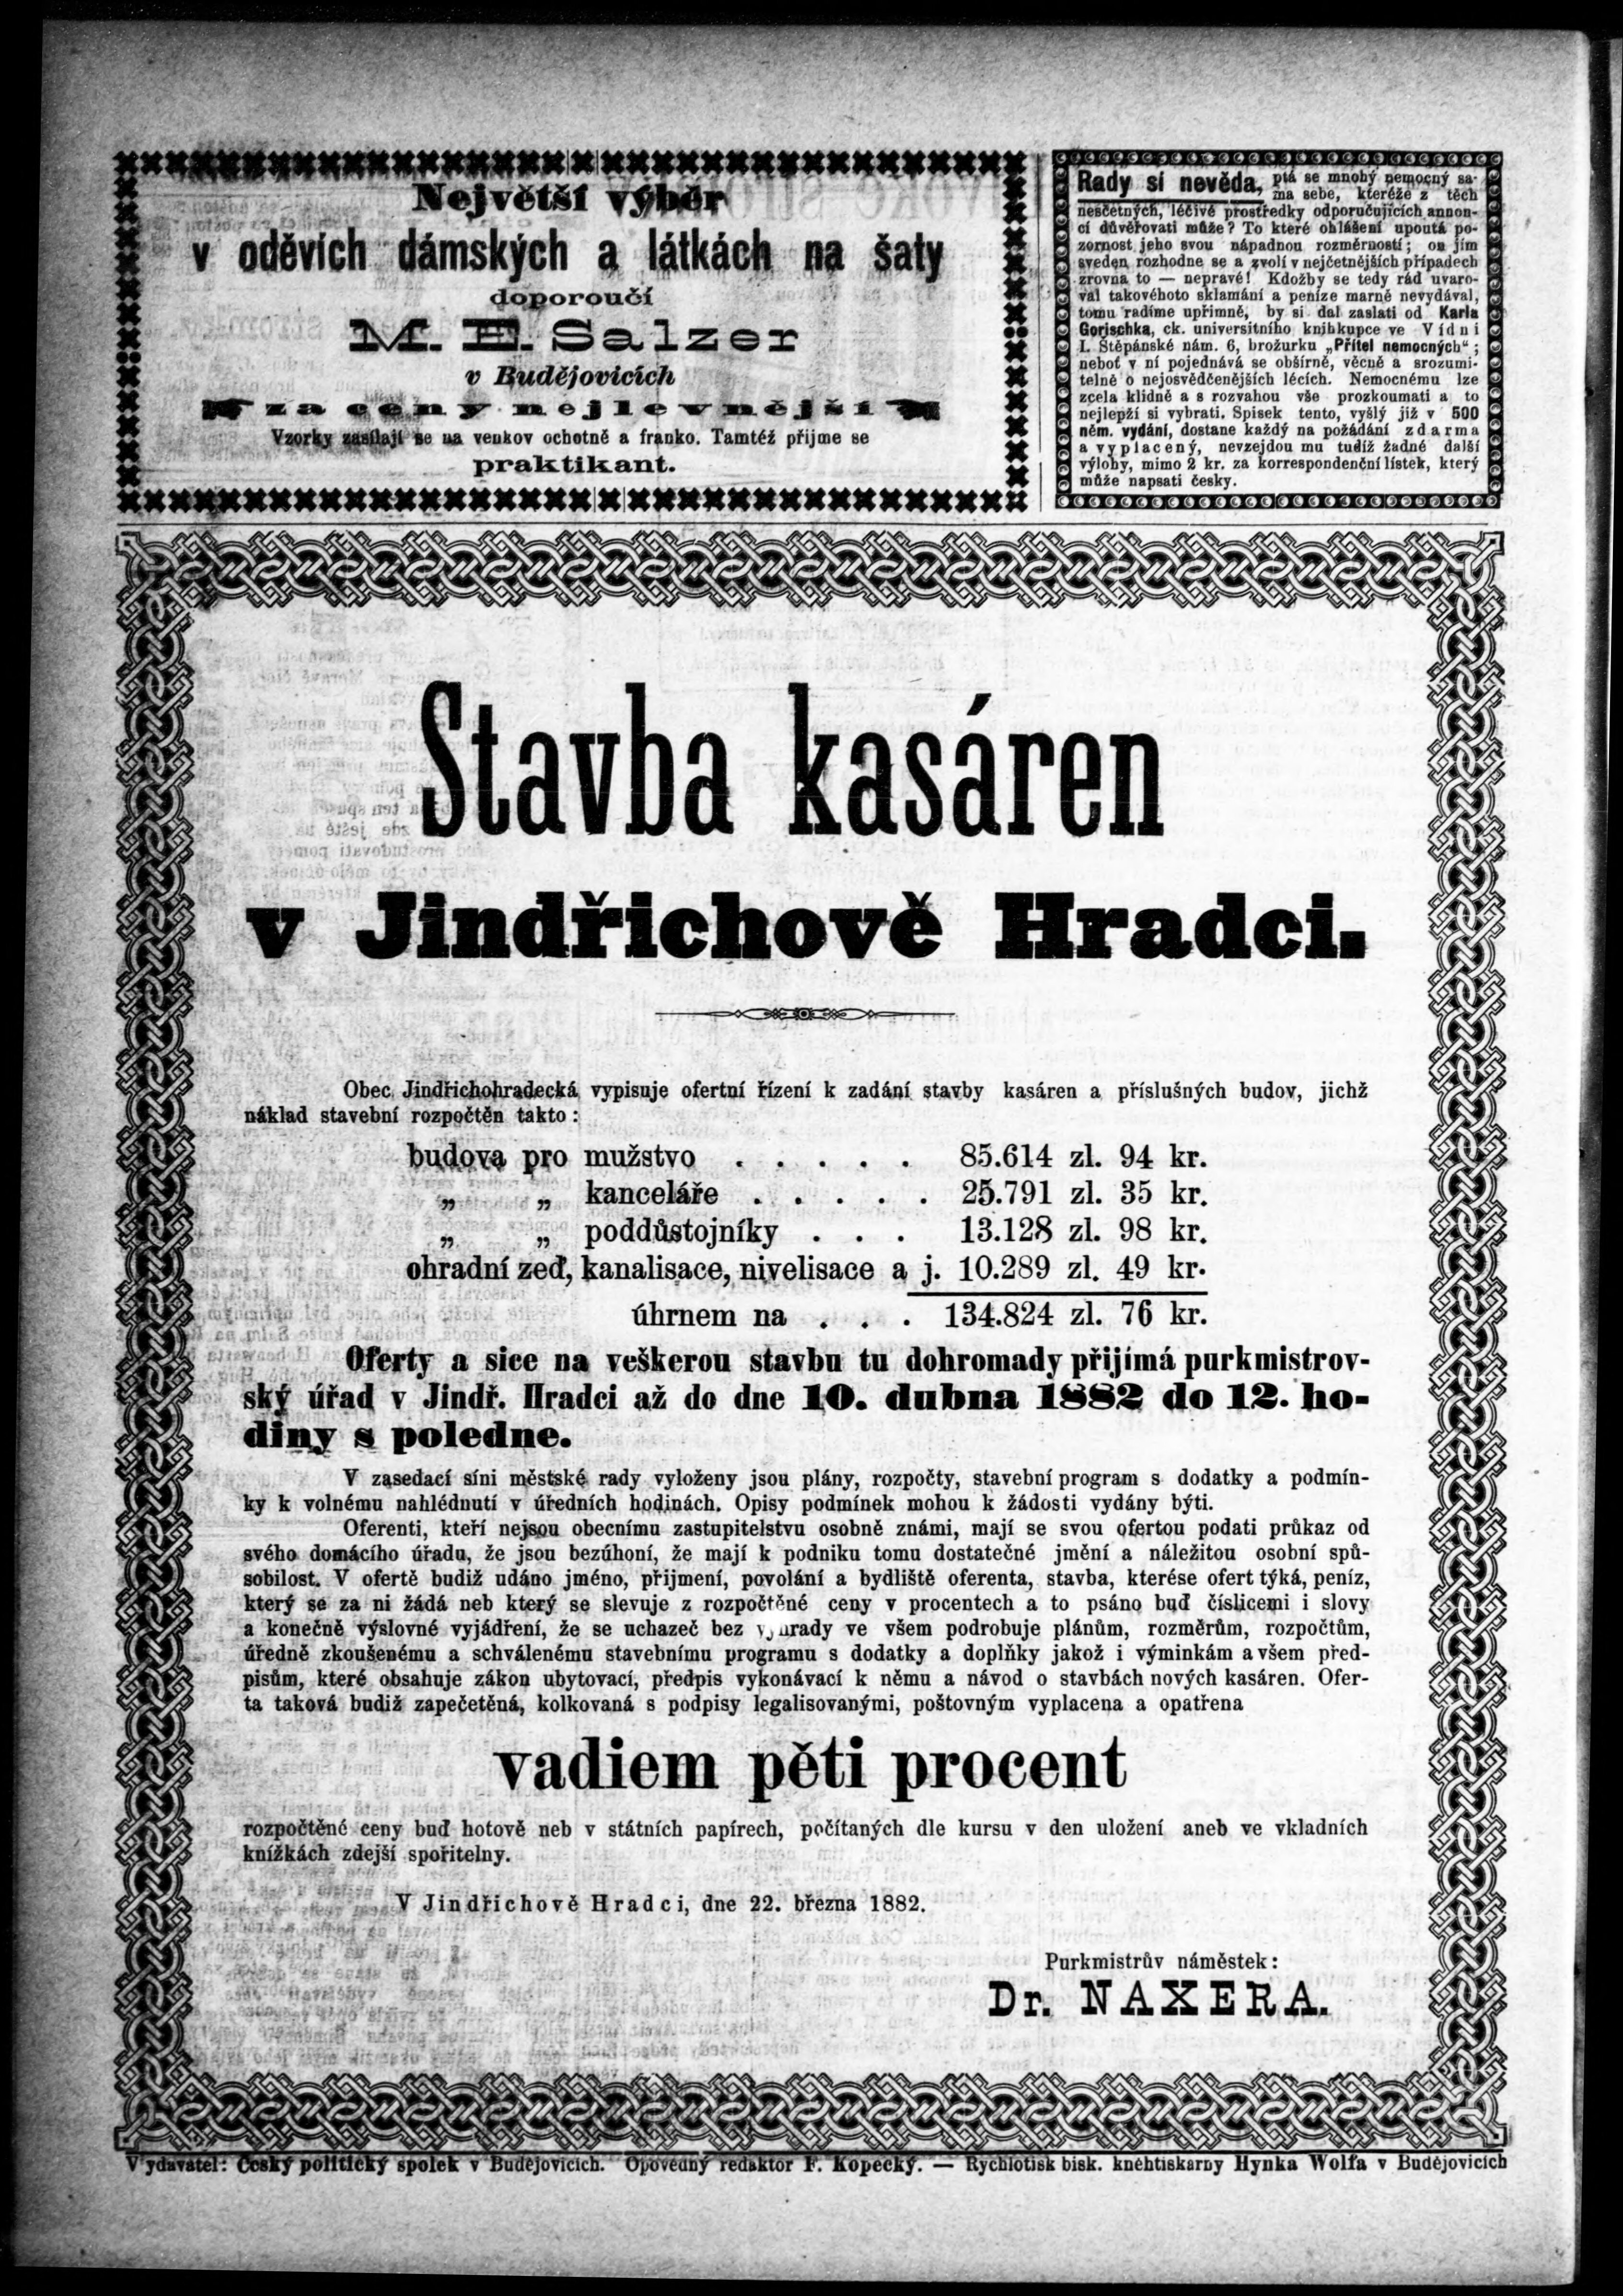 Největší výběr
v oděvích dámských a látkách na šaty
doporoučí
M. E. Salzer
v Budějovicích
za ceny nejlevnější
Vzorky zasílají se na venkov ochotně a franko. Tamtéž přijme se
praktikant.
Rady si nevěda, ptá se mnohý nemocný sa-
ma sebe, kteréže z těch
nesčetných, léčivé prostředky odporučujících annon-
cí důvěřovati může? To které ohlášení upoutá po-
zornost jeho svou nápadnou rozměrností; on jím
sveden rozhodne se a zvolí v nejčetnějších případech
zrovna to — nepravé! Kdožby se tedy rád uvaro-
val takovéhoto sklamání a peníze marně nevydával,
tomu radíme upřimně, by si dal zaslati od Karla
Gorischka, ck. universitního knihkupce ve Vídni
I. Štěpánské nám. 6, brožurku „Přítel nemocných“;
neboť v ní pojednává se obšírně, věcně a srozumi-
telně o nejosvědčenějších lécích. Nemocnému lze
zcela klidně a s rozvahou vše prozkoumati a to
nejlepží si vybrati. Spisek tento, vyšlý již v 500
ném. vydání, dostane každý na požádání zdarma
a vyplacený, nevzejdou mu tudíž žadné další
výlohy, mimo 2 kr. za korrespondenční lístek, který
může napsati česky.
Stavba kasáren
v Jindřichově Hradci.
Obec Jindřichohradecká vypisuje ofertní řízení k zadání stavby kasáren a příslušných budov, jichž
náklad stavební rozpočtěn takto:
budova pro mužstvo . . . . . 85.614 zl. 94 kr.
„ „ kanceláře . . . . . 25.791 zl. 35 kr.
„ „ poddůstojníky . . . 13.128 zl. 98 kr.
ohradní zeď, kanalisace, nivelisace a j. 10.289 zl. 49 kr.
úhrnem na . . . 134.824 zl. 76 kr.
Oferty a sice na veškerou stavbu tu dohromady přijímá purkmistrov-
ský úřad v Jindř. Hradci až do dne 10. dubna 1882 do 12. ho-
diny s poledne.
V zasedací síni městské rady vyloženy jsou plány, rozpočty, stavební program s dodatky a podmín-
ky k volnému nahlédnutí v úředních hodinách. Opisy podmínek mohou k žádosti vydány býti.
Oferenti, kteří nejsou obecnímu zastupitelstvu osobně známi, mají se svou ofertou podati průkaz od
svého domácího úřadu, že jsou bezúhoní, že mají k podniku tomu dostatečné jmění a náležitou osobní spů-
sobilost. V ofertě budiž udáno jméno, přijmení, povolání a bydliště oferenta, stavba, kterése ofert týká, peníz,
který se za ni žádá neb který se slevuje z rozpočtěné ceny v procentech a to psáno buď číslicemi i slovy
a konečně výslovné vyjádření, že se uchazeč bez výhrady ve všem podrobuje plánům, rozměrům, rozpočtům,
úředně zkoušenému a schválenému stavebnímu programu s dodatky a doplňky jakož i výminkám a všem před-
pisům, které obsahuje zákon ubytovací, předpis vykonávací k němu a návod o stavbách nových kasáren. Ofer-
ta taková budiž zapečetěná, kolkovaná s podpisy legalisovanými, poštovným vyplacena a opatřena
vadiem pěti procent
rozpočtěné ceny buď hotově neb v státních papírech, počítaných dle kursu v den uložení aneb ve vkladních
knížkách zdejší spořitelny.
V Jindřichově Hradci, dne 22. března 1882.
Purkmistrův náměstek:
Dr. NAXERA.
Vydavatel: Český politický spolek v Budějovicích. Opovědný redaktor F. Kopecký. — Rychlotisk bisk. knehtiskarny Hynka Wolfa v Budějovicích